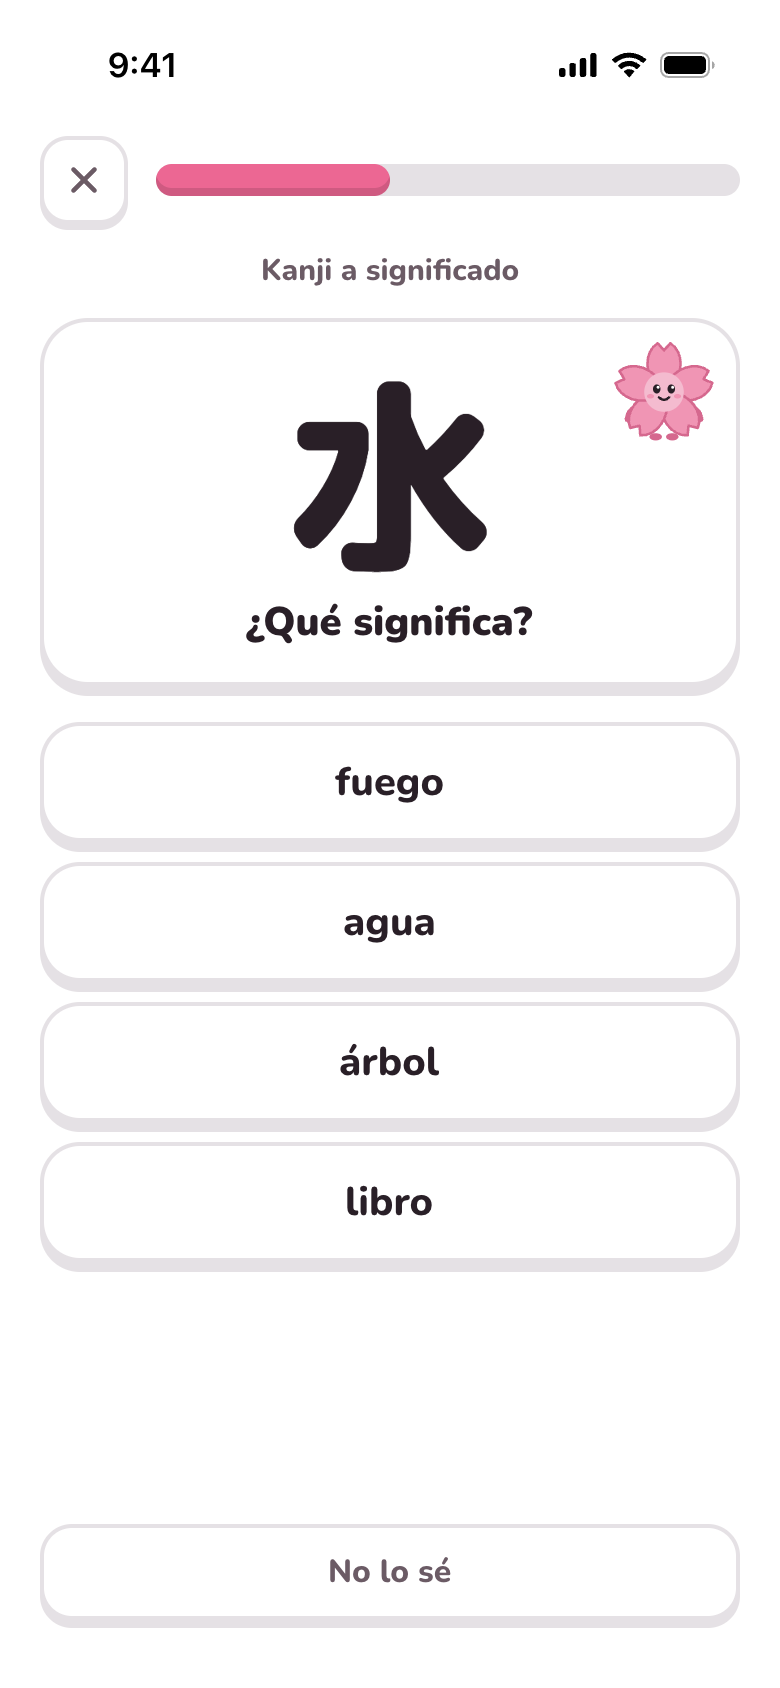 9:41
Kanji a significado
水
¿Qué significa?
fuego
agua
árbol
libro
No lo sé